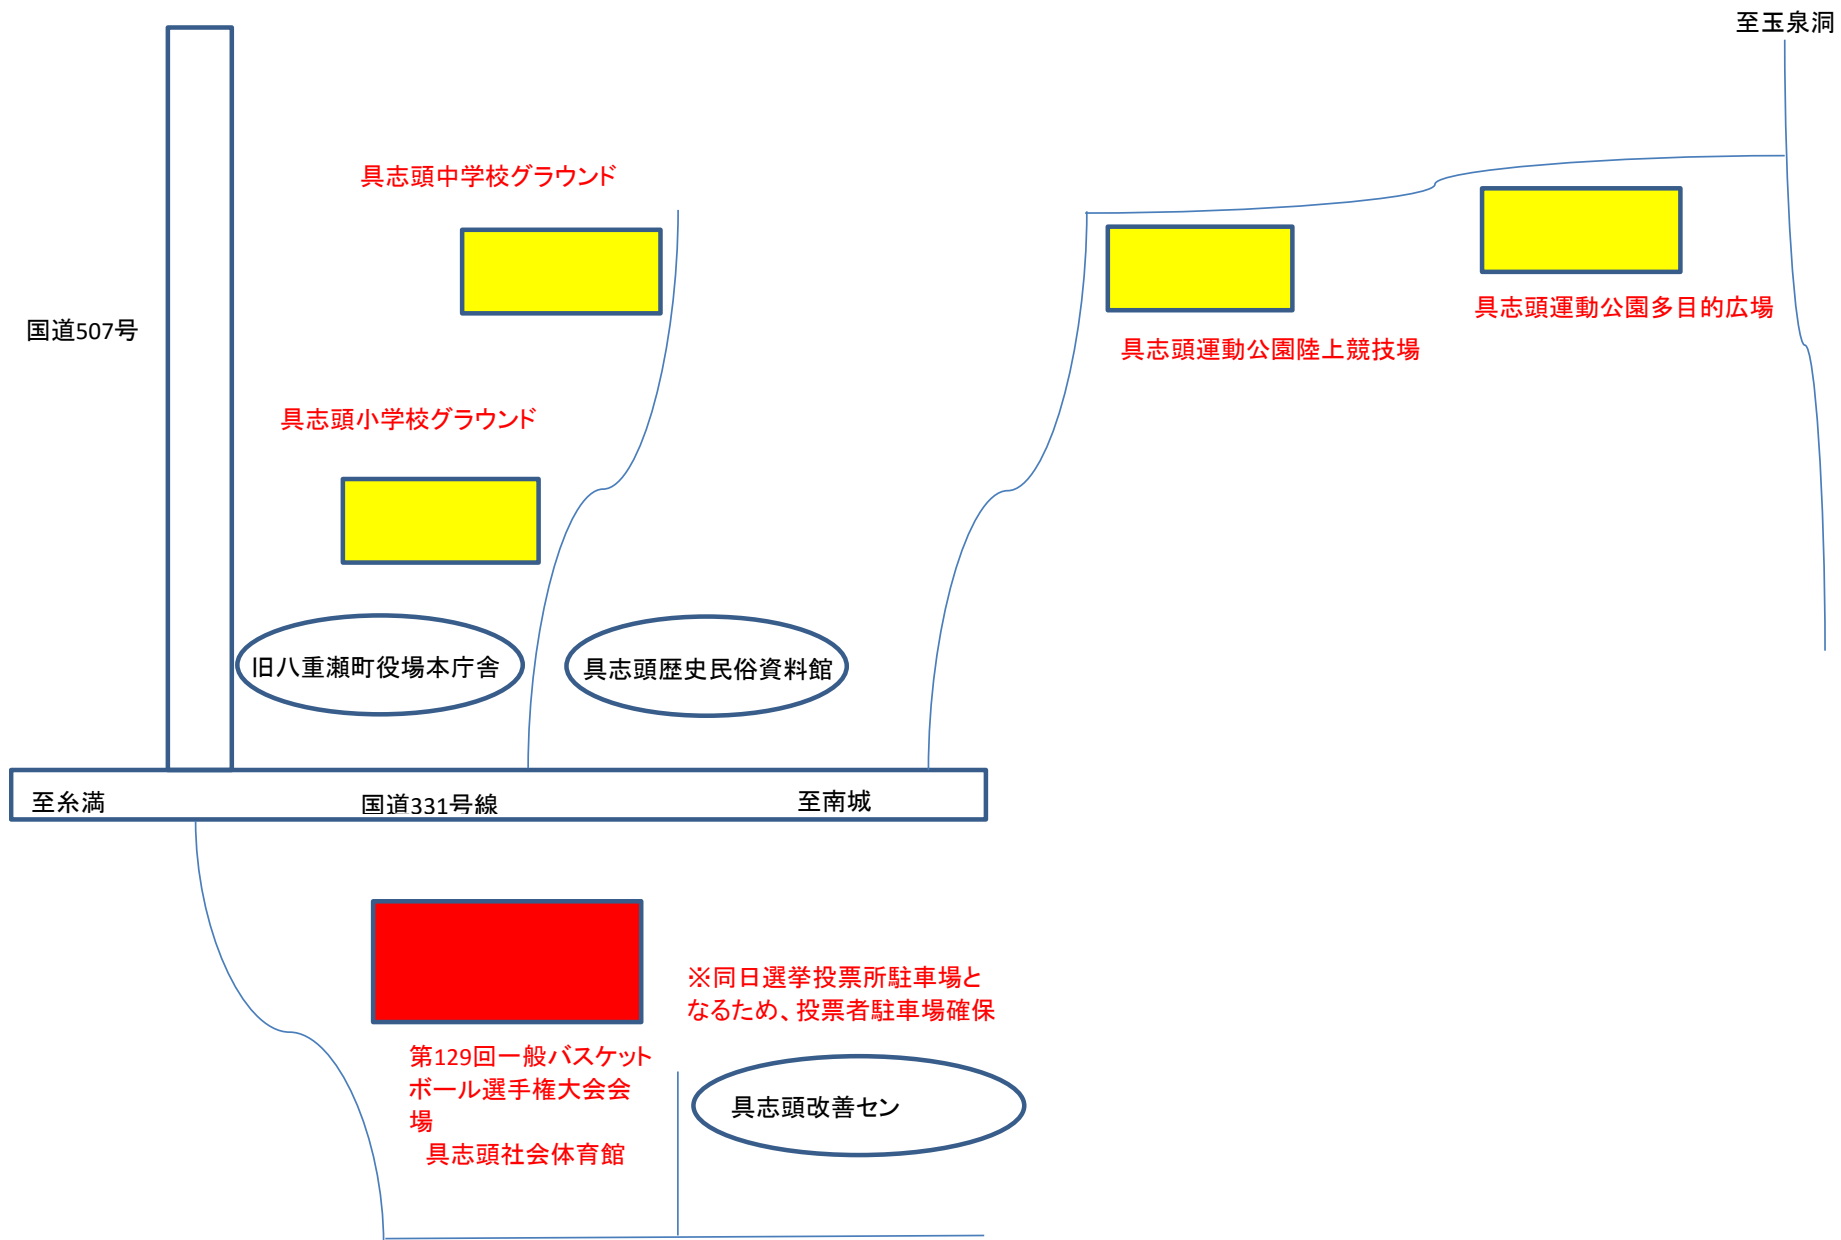 至玉泉洞
具志頭中学校グラウンド
具志頭運動公園多目的広場
国道507号
具志頭運動公園陸上競技場
具志頭小学校グラウンド
旧八重瀬町役場本庁舎
具志頭歴史民俗資料館
至糸満
国道331号線
至南城
※同日選挙投票所駐車場と
なるため、投票者駐車場確保
第129回一般バスケット
ボール選手権大会会
場
具志頭社会体育館
具志頭改善セン